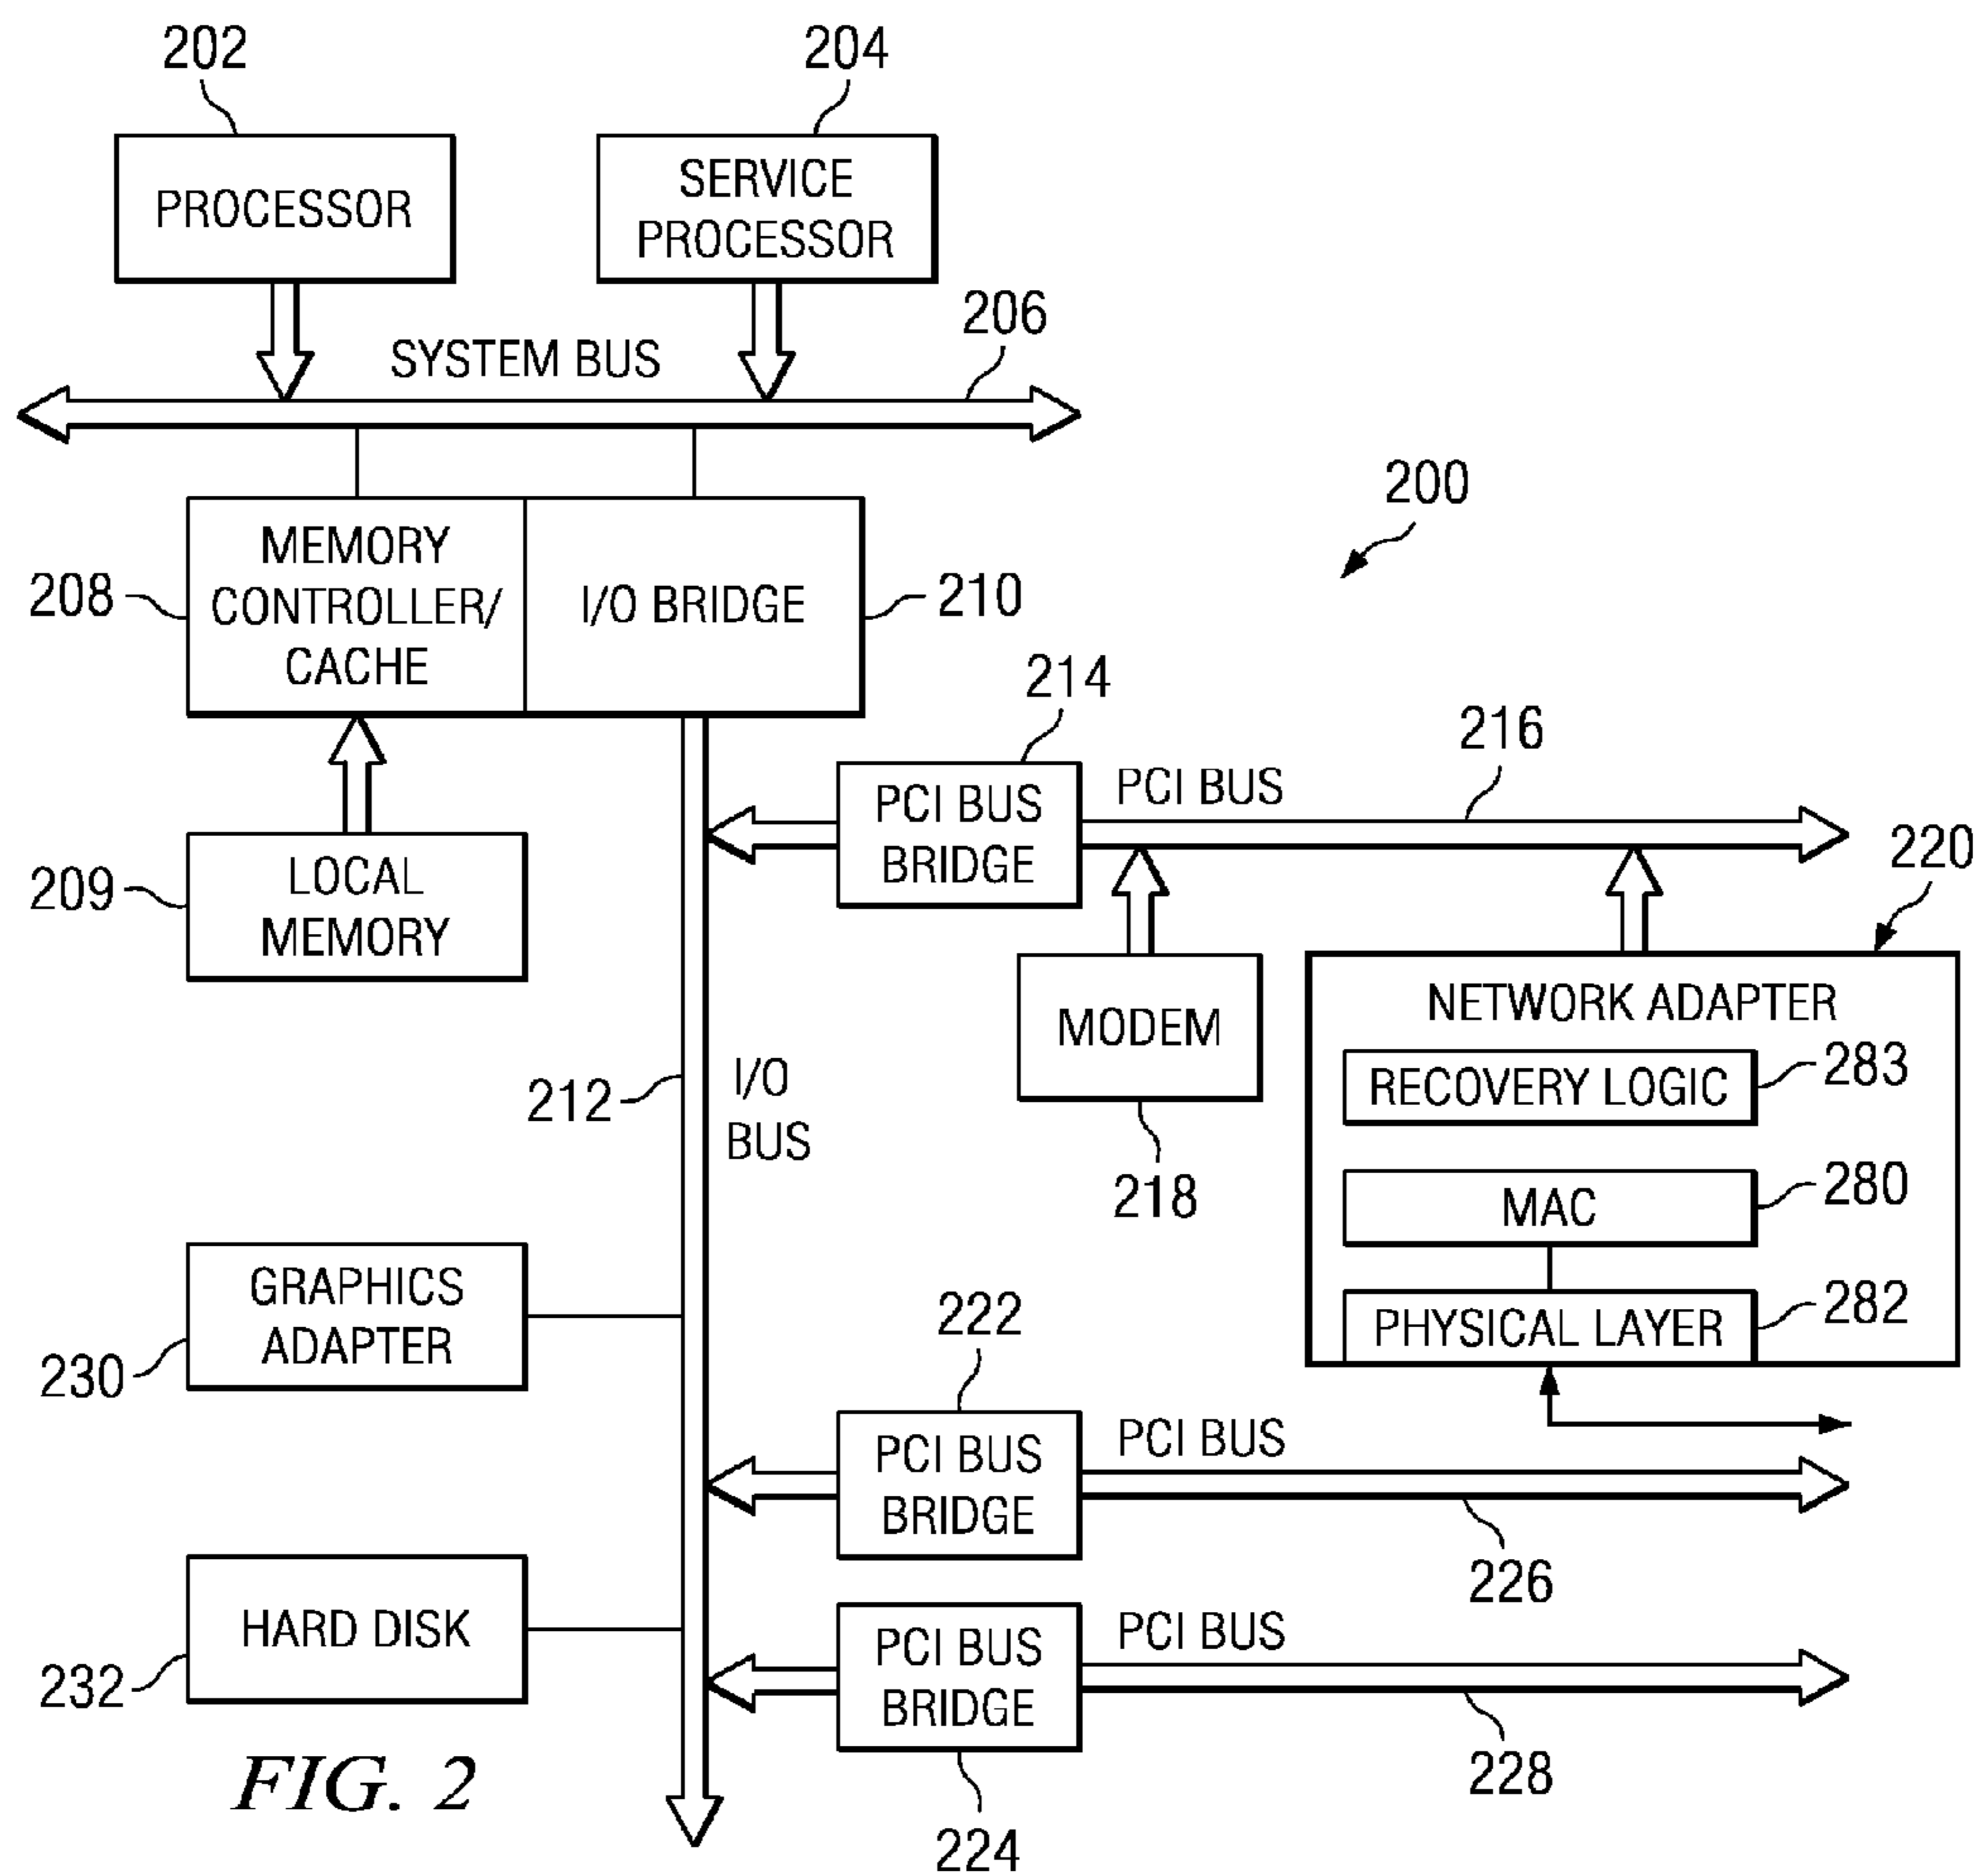 202
204
PROCESSOR
SERVICE
PROCESSOR
206
SYSTEM BUS
200
208
MEMORY
CONTROLLER/
CACHE
I/O BRIDGE
210
214
216
PCI BUS
BRIDGE
PCI BUS
220
209
LOCAL
MEMORY
MODEM
218
NETWORK ADAPTER
RECOVERY LOGIC
283
MAC
280
PHYSICAL LAYER
282
212
I/O
BUS
GRAPHICS
ADAPTER
230
222
PCI BUS
BRIDGE
PCI BUS
226
HARD DISK
232
PCI BUS
BRIDGE
PCI BUS
228
224
FIG. 2